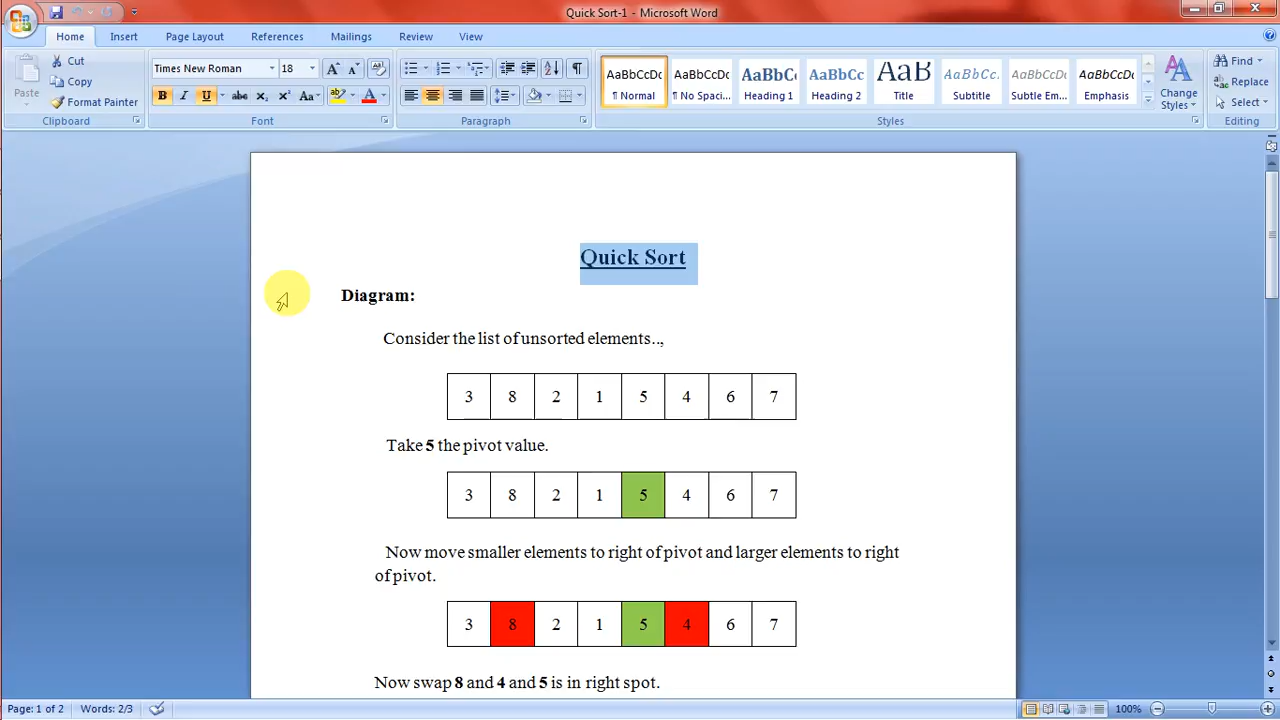 Quick Sort-1 - Microsoft Word
Home Insert Page Layout References Mailings Review View
Paste
Cut
Copy
Format Painter
Clipboard
Times New Roman 18
B I U abe X₂ X² Aa
Font
Paragraph
AaBbCcDc AaBbCcDc AaBbC AaBbCc AaB AaBbCc. AaBbCcDc AaBbCcDc
¶ Normal ¶ No Spaci... Heading 1 Heading 2 Title Subtitle Subtle Em... Emphasis
Styles
Change Styles
Find
Replace
Select
Editing
Quick Sort
Diagram:
Consider the list of unsorted elements..,
3 8 2 1 5 4 6 7
Take 5 the pivot value.
3 8 2 1 5 4 6 7
Now move smaller elements to right of pivot and larger elements to right
of pivot.
3 8 2 1 5 4 6 7
Now swap 8 and 4 and 5 is in right spot.
Page: 1 of 2 Words: 2/3 100%